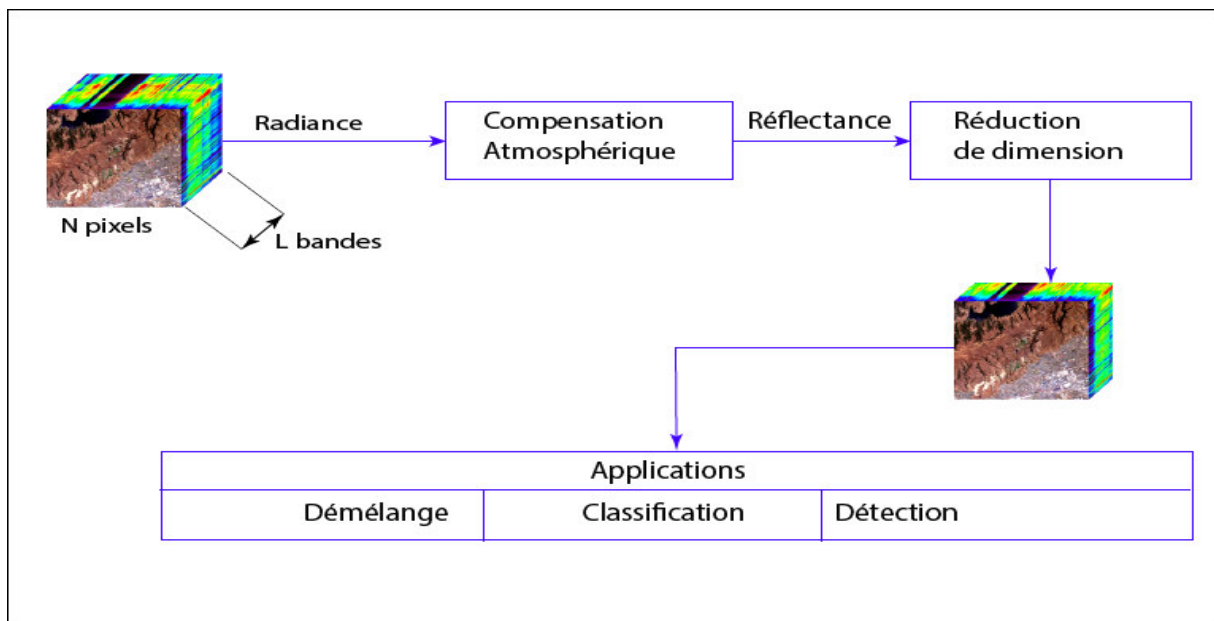 Radiance
Compensation
Atmosphérique
Réflectance
Réduction
de dimension
N pixels
L bandes
Applications
Démélange
Classification
Détection